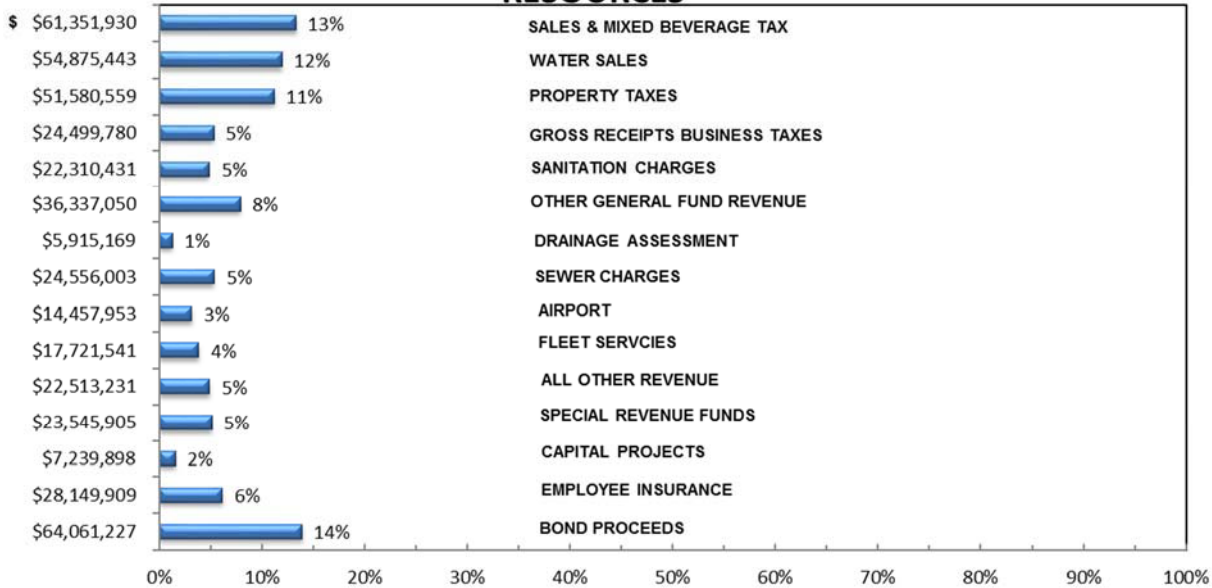 $ $61,351,930 13% SALES & MIXED BEVERAGE TAX
$54,875,443 12% WATER SALES
$51,580,559 11% PROPERTY TAXES
$24,499,780 5% GROSS RECEIPTS BUSINESS TAXES
$22,310,431 5% SANITATION CHARGES
$36,337,050 8% OTHER GENERAL FUND REVENUE
$5,915,169 1% DRAINAGE ASSESSMENT
$24,556,003 5% SEWER CHARGES
$14,457,953 3% AIRPORT
$17,721,541 4% FLEET SERVCIES
$22,513,231 5% ALL OTHER REVENUE
$23,545,905 5% SPECIAL REVENUE FUNDS
$7,239,898 2% CAPITAL PROJECTS
$28,149,909 6% EMPLOYEE INSURANCE
$64,061,227 14% BOND PROCEEDS
0% 10% 20% 30% 40% 50% 60% 70% 80% 90% 100%